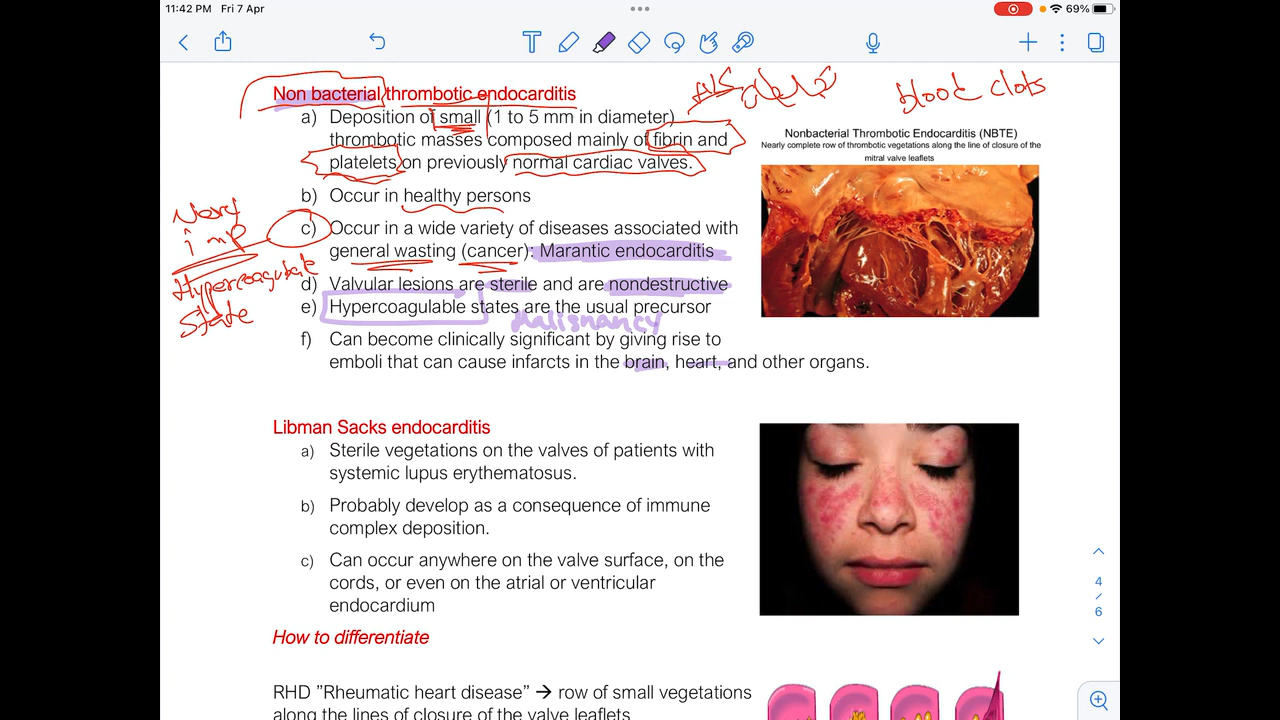 11:42 PM Fri 7 Apr
69%
blood clots
Non bacterial thrombotic endocarditis
a) Deposition of small (1 to 5 mm in diameter)
thrombotic masses composed mainly of fibrin and
platelets on previously normal cardiac valves.
b) Occur in healthy persons
c) Occur in a wide variety of diseases associated with
general wasting (cancer): Marantic endocarditis
d) Valvular lesions are sterile and are nondestructive
e) Hypercoagulable states are the usual precursor
Malignancy
f) Can become clinically significant by giving rise to
emboli that can cause infarcts in the brain, heart, and other organs.
imp
Hypercoagulate
State
Nonbacterial Thrombotic Endocarditis (NBTE)
Nearly complete row of thrombotic vegetations along the line of closure of the
mitral valve leaflets
Libman Sacks endocarditis
a) Sterile vegetations on the valves of patients with
systemic lupus erythematosus.
b) Probably develop as a consequence of immune
complex deposition.
c) Can occur anywhere on the valve surface, on the
cords, or even on the atrial or ventricular
endocardium
How to differentiate
RHD ”Rheumatic heart disease” → row of small vegetations
along the lines of closure of the valve leaflets
4
/
6